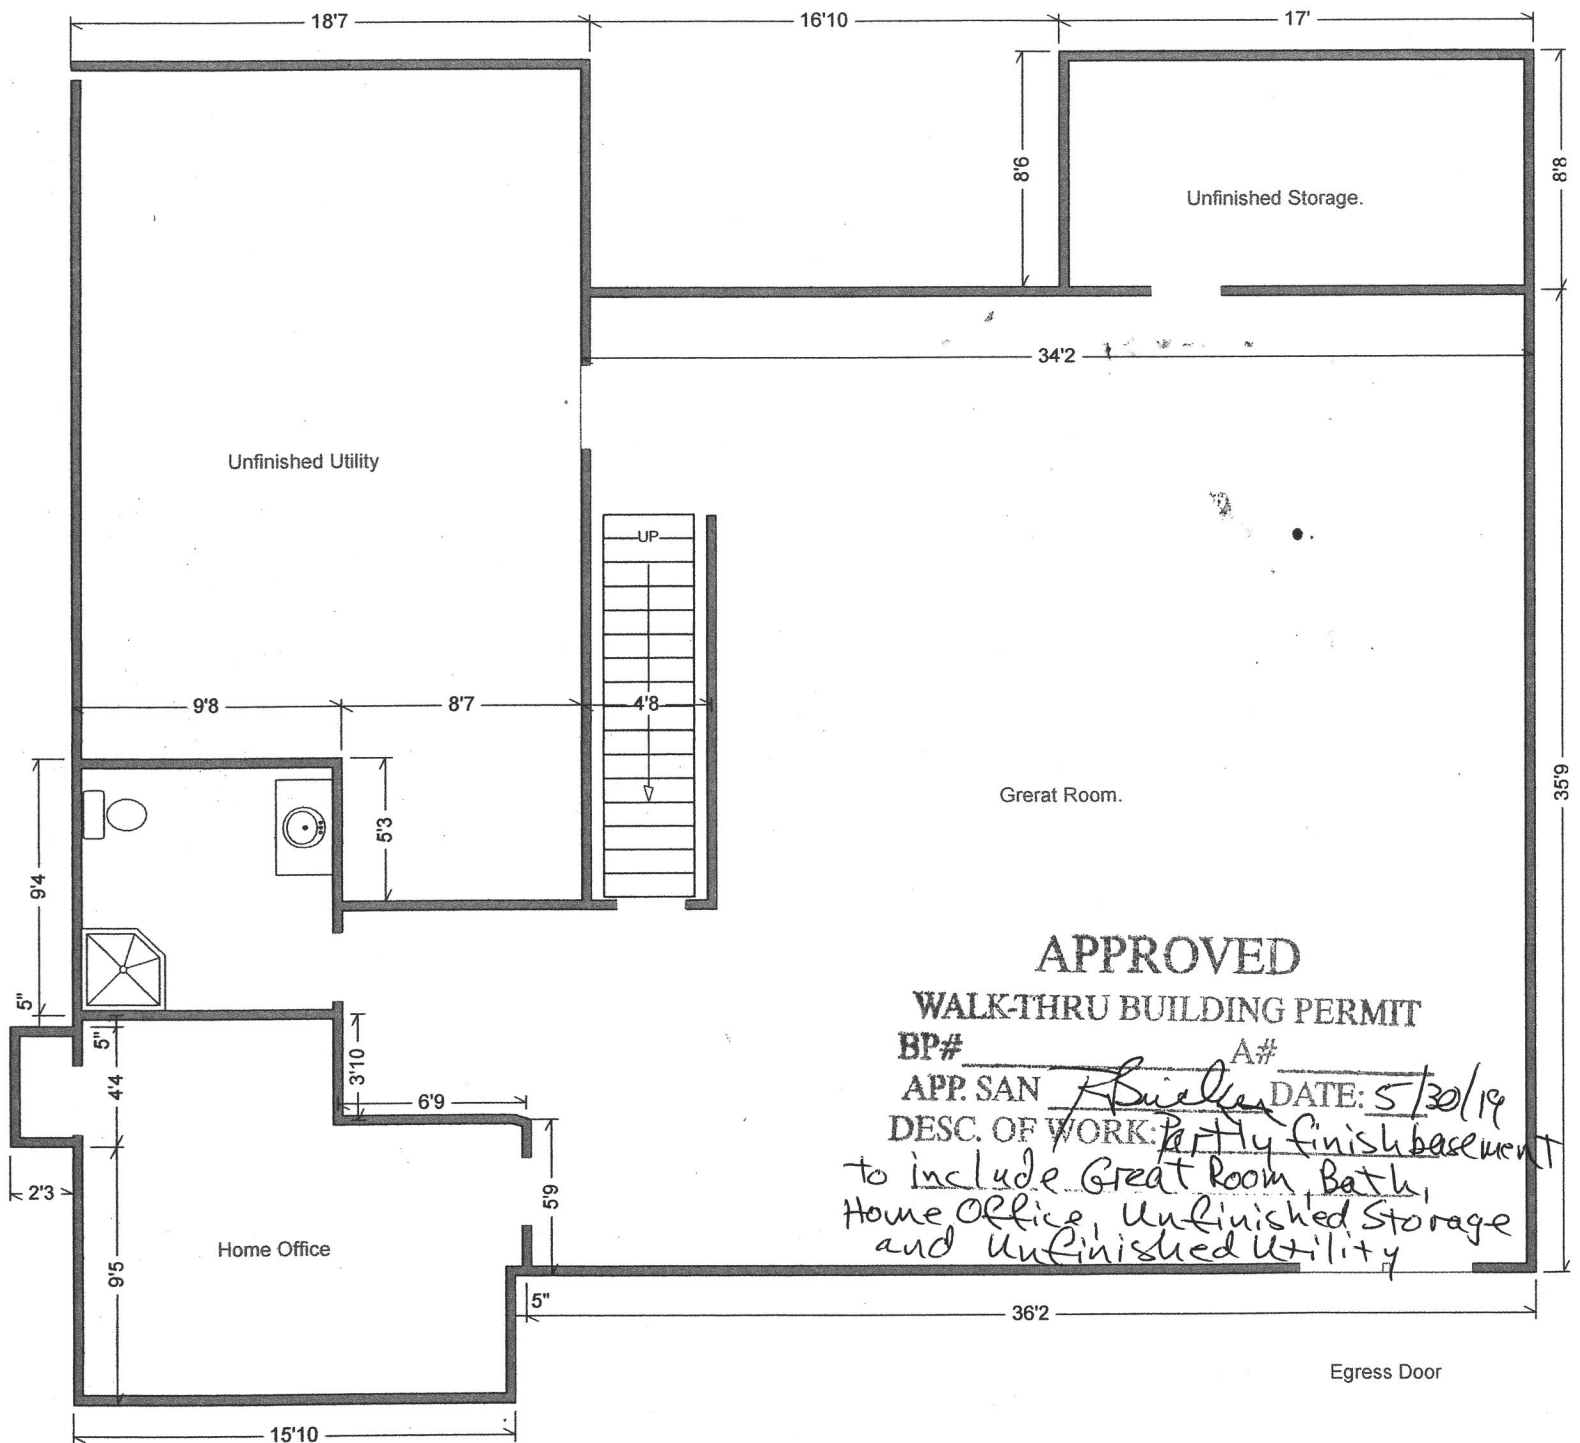 18'7
16'10
17'
8'6
8'8
Unfinished Storage.
34'2
Unfinished Utility
UP
9'8
8'7
4'8
35'9
Grerat Room.
5'3
9'4
APPROVED
WALK-THRU BUILDING PERMIT
BP# A#
APP. SAN DATE: 5/30/19
DESC. OF WORK: Partly finish basement
to include Great Room, Bath,
Home Office, Unfinished Storage
and Unfinished Utility
5"
5"
3'10
4'4
6'9
2'3
5'9
Home Office
9'5
5"
36'2
Egress Door
15'10